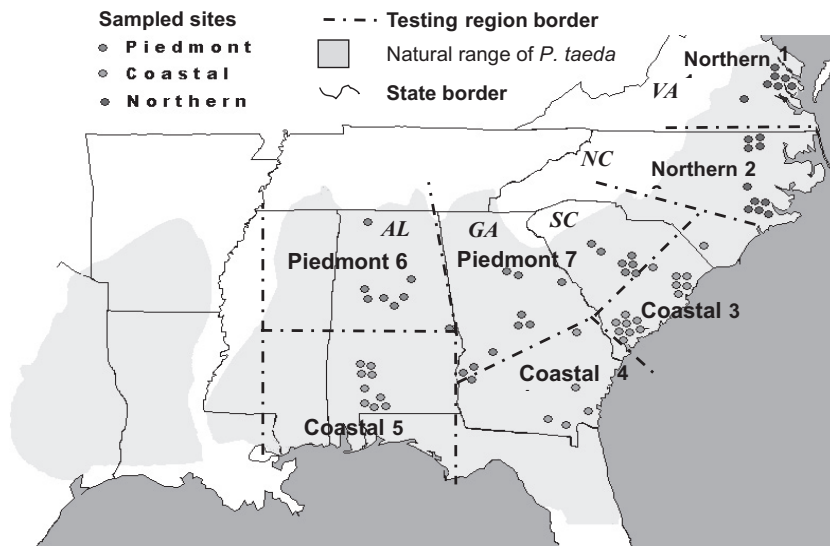 Sampled sites
Piedmont
Coastal
Northern
Testing region border
Natural range of P. taeda
State border
Northern 1
VA
NC
Northern 2
SC
AL
GA
Piedmont 6
Piedmont 7
Coastal 3
Coastal 4
Coastal 5